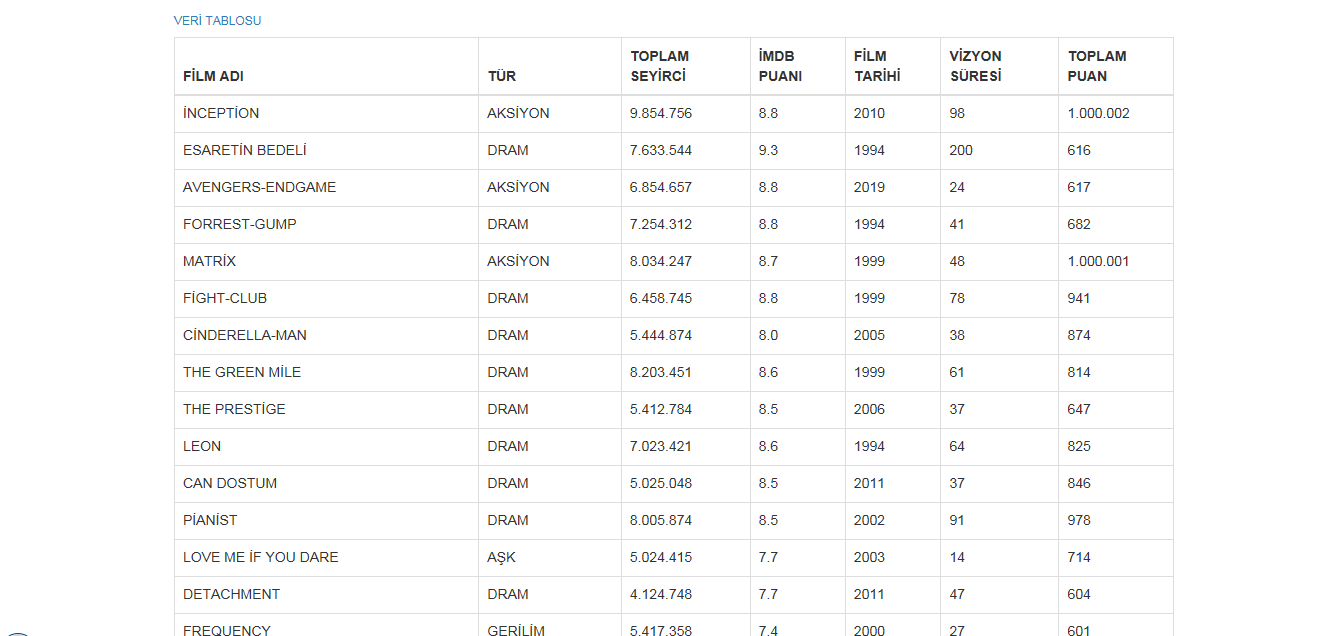 VERİ TABLOSU
FİLM ADI TÜR TOPLAM SEYİRCİ İMDB PUANI FİLM TARİHİ VİZYON SÜRESİ TOPLAM PUAN
İNCEPTİON AKSİYON 9.854.756 8.8 2010 98 1.000.002
ESARETİN BEDELİ DRAM 7.633.544 9.3 1994 200 616
AVENGERS-ENDGAME AKSİYON 6.854.657 8.8 2019 24 617
FORREST-GUMP DRAM 7.254.312 8.8 1994 41 682
MATRİX AKSİYON 8.034.247 8.7 1999 48 1.000.001
FİGHT-CLUB DRAM 6.458.745 8.8 1999 78 941
CİNDERELLA-MAN DRAM 5.444.874 8.0 2005 38 874
THE GREEN MİLE DRAM 8.203.451 8.6 1999 61 814
THE PRESTİGE DRAM 5.412.784 8.5 2006 37 647
LEON DRAM 7.023.421 8.6 1994 64 825
CAN DOSTUM DRAM 5.025.048 8.5 2011 37 846
PİANİST DRAM 8.005.874 8.5 2002 91 978
LOVE ME İF YOU DARE AŞK 5.024.415 7.7 2003 14 714
DETACHMENT DRAM 4.124.748 7.7 2011 47 604
FREQUENCY GERİLİM 5.417.358 7.4 2000 27 601